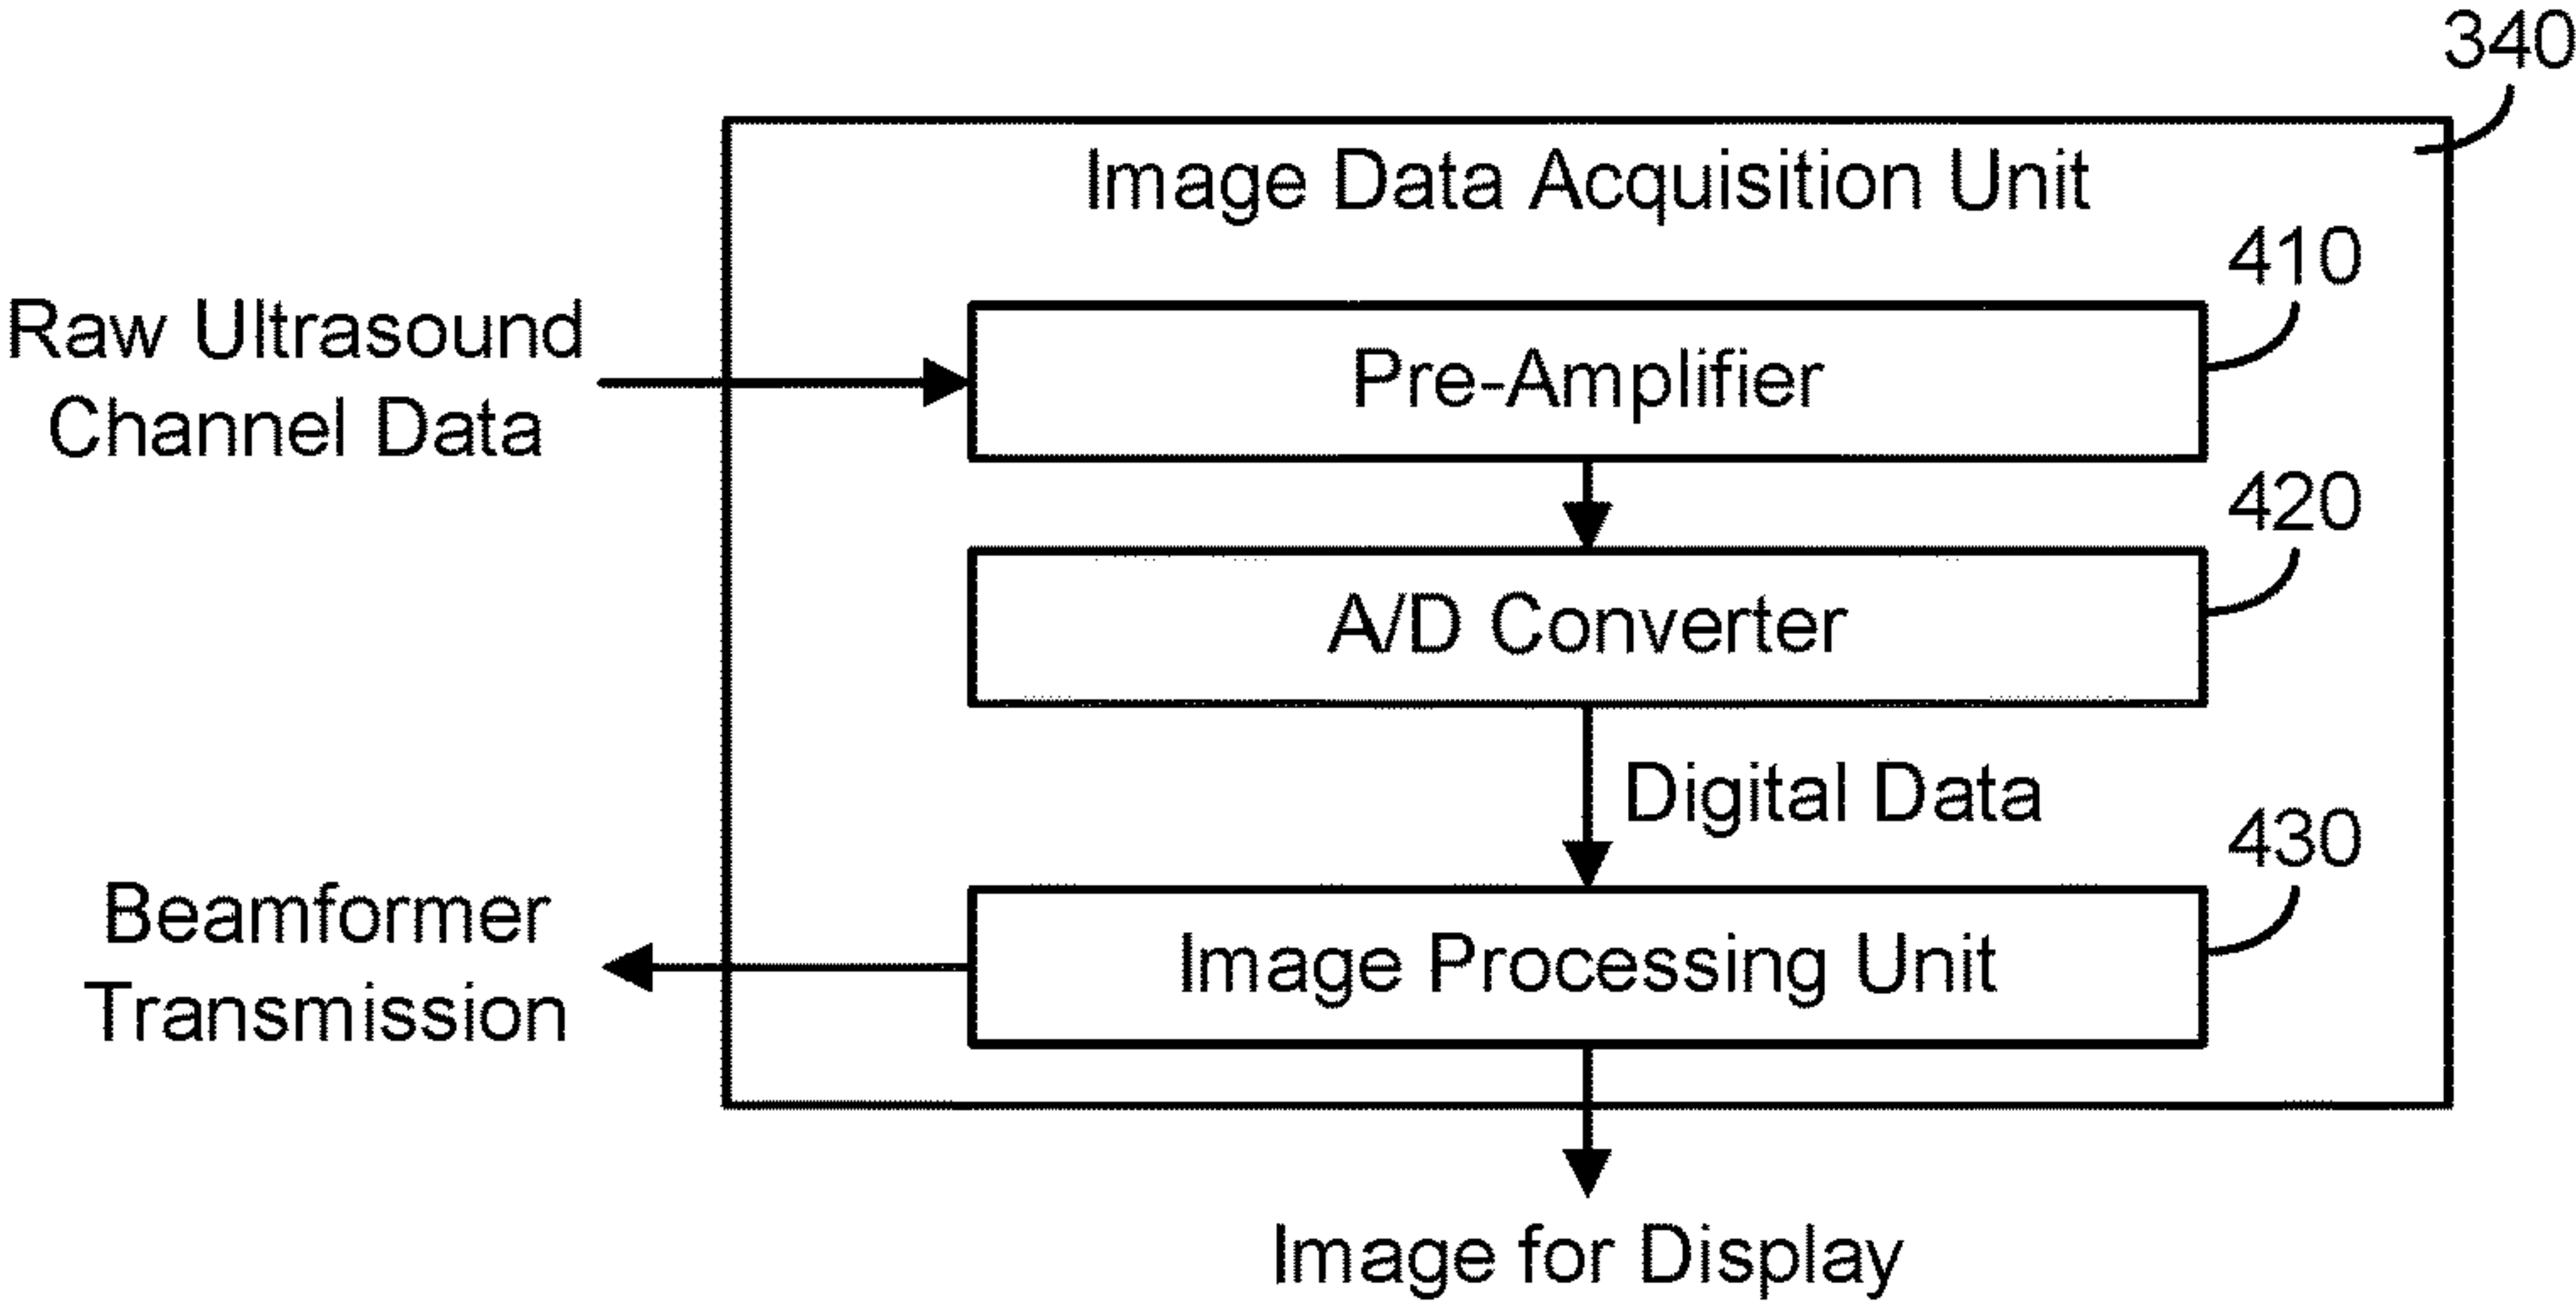 340
Image Data Acquisition Unit
410
Raw Ultrasound
Channel Data
Pre-Amplifier
420
A/D Converter
Digital Data
430
Beamformer
Transmission
Image Processing Unit
Image for Display